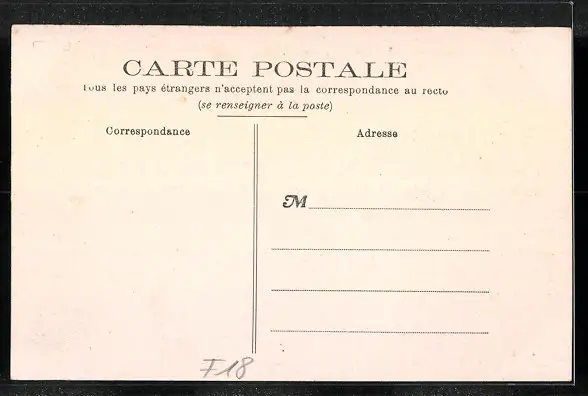 CARTE POSTALE
Tous les pays étrangers n'acceptent pas la correspondance au recto
(se renseigner à la poste)
Correspondance
Adresse
M
F18